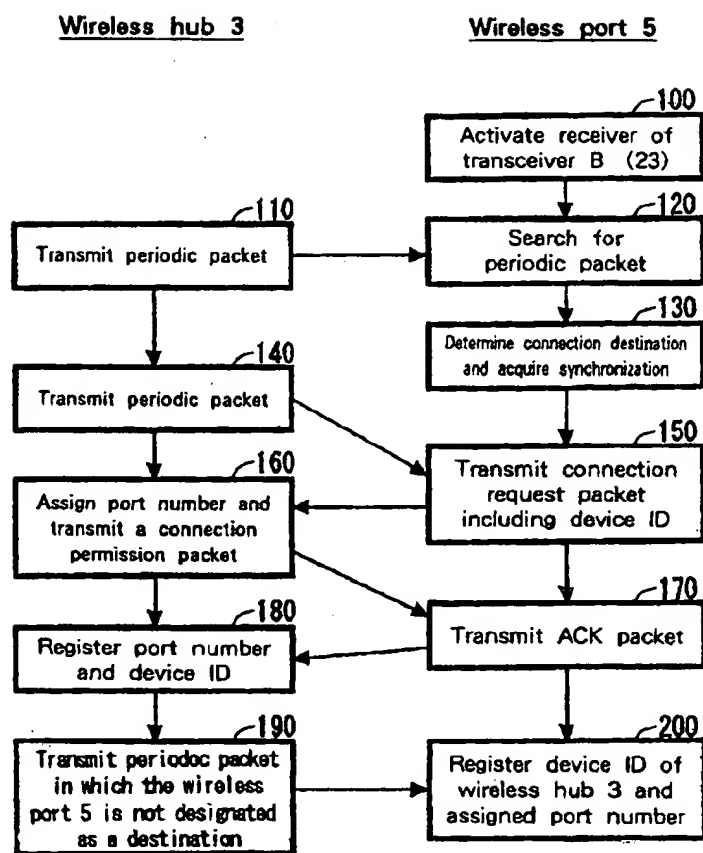 Wireless hub 3
Wireless port 5
100
Activate receiver of
transceiver B (23)
110
Transmit periodic packet
120
Search for
periodic packet
130
Determine connection destination
and acquire synchronization
140
Transmit periodic packet
150
Transmit connection
request packet
including device ID
160
Assign port number and
transmit a connection
permission packet
170
Transmit ACK packet
180
Register port number
and device ID
190
Transmit periodoc packet
in which the wireless
port 5 is not designated
as a destination
200
Register device ID of
wireless hub 3 and
assigned port number